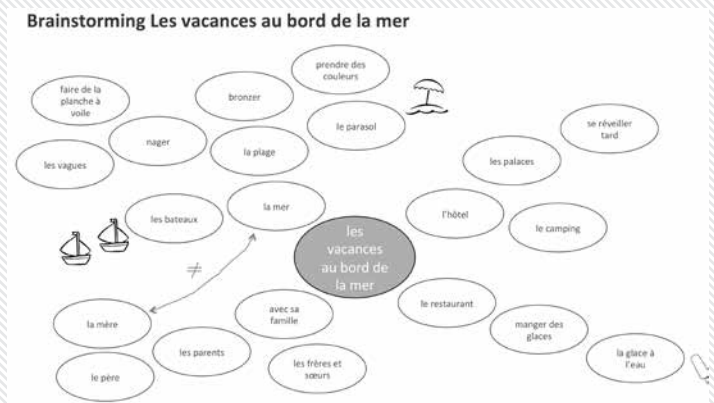 Brainstorming Les vacances au bord de la mer
prendre des
couleurs
faire de la
planche à
voile
bronzer
le parasol
se réveiller
tard
nager
la plage
les vagues
les palaces
les bateaux
la mer
l'hôtel
le camping
les
vacances
au bord de
la mer
≠
le restaurant
avec sa
famille
la mère
manger des
glaces
les parents
la glace à
l'eau
les frères et
sœurs
le père